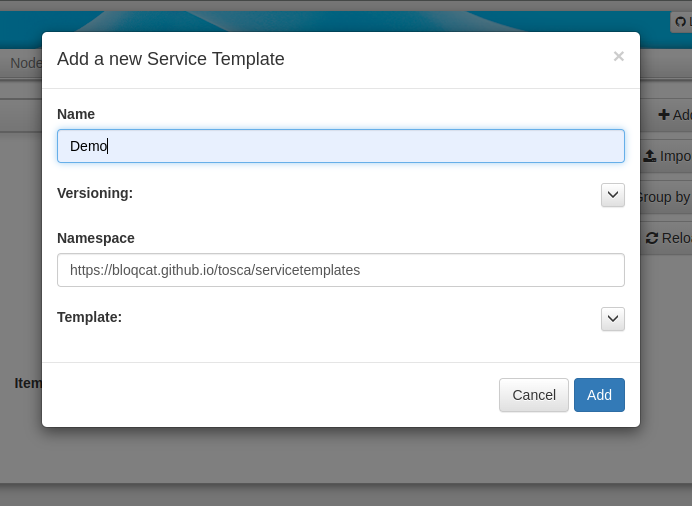 Node
Add a new Service Template
×
Name
Add
Demo
Impo
Versioning:
Group by
Namespace
Reloa
https://bloqcat.github.io/tosca/servicetemplates
Template:
Item
Cancel
Add